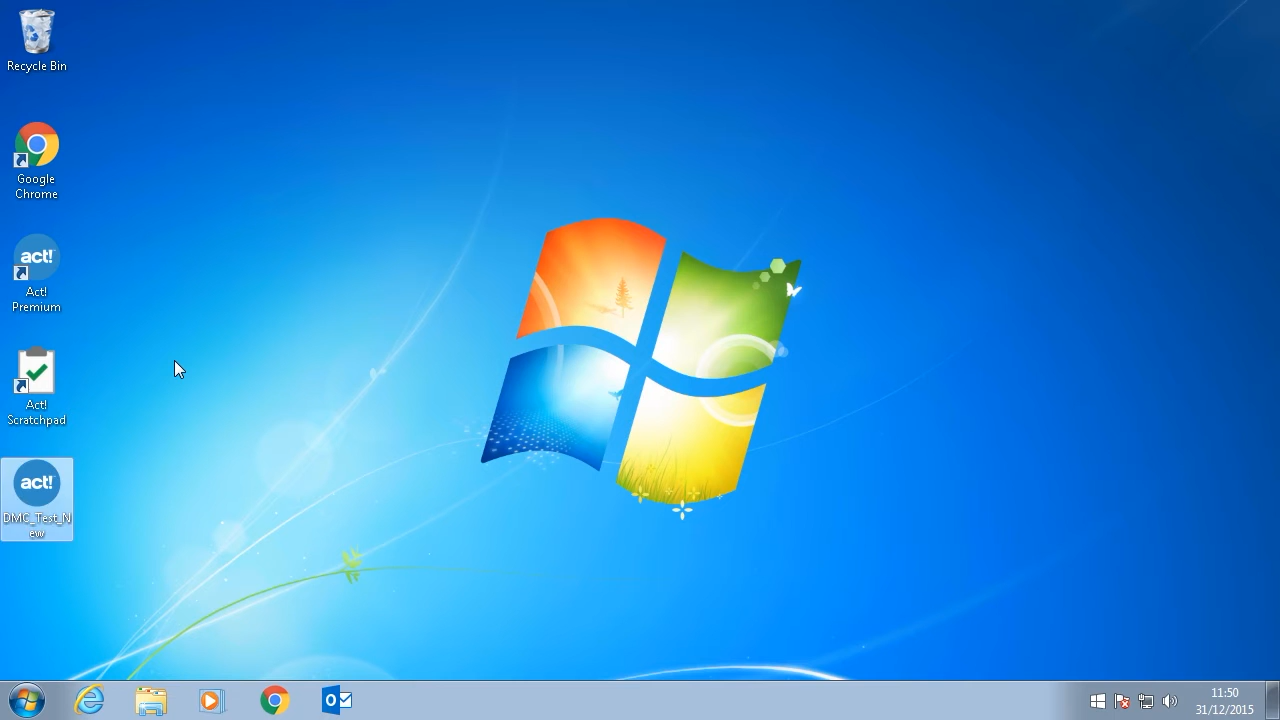 Recycle Bin
Google
Chrome
act!
Act!
Premium
Act!
Scratchpad
act!
DMC_Test_N
ew
11:50
31/12/2015